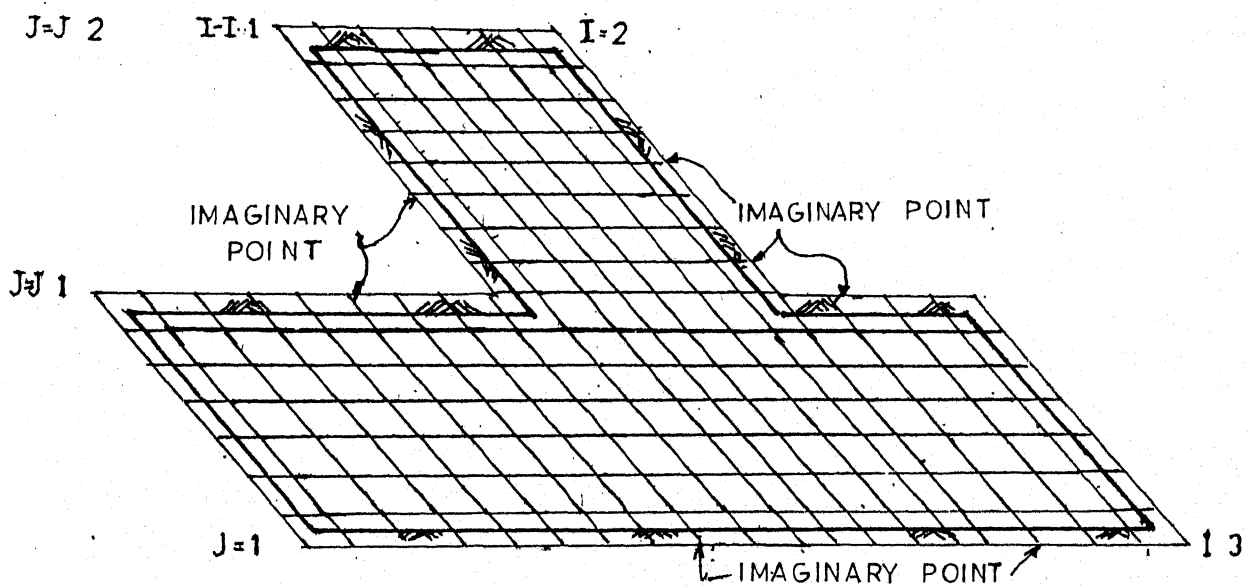 J=J 2
I-I 1
I=2
IMAGINARY
POINT
IMAGINARY POINT
J=J 1
J=1
I 3
IMAGINARY POINT